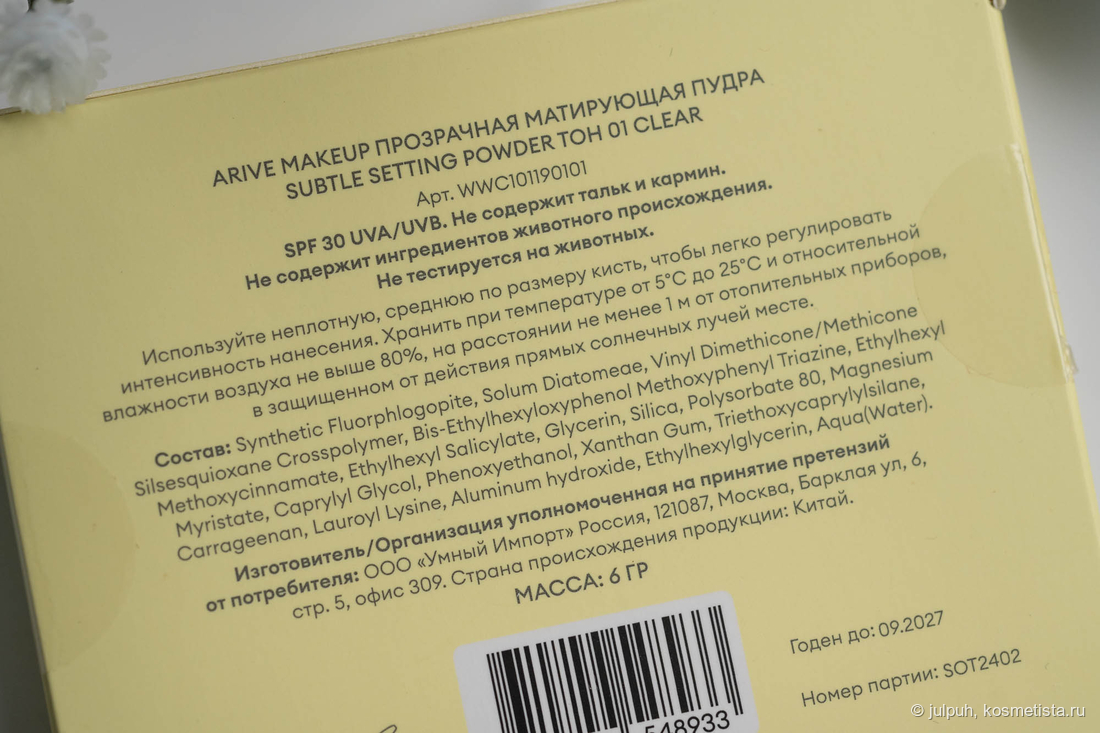 ARIVE MAKEUP ПРОЗРАЧНАЯ МАТИРУЮЩАЯ ПУДРА
SUBTLE SETTING POWDER ТОН 01 CLEAR
Арт. WWC101190101
SPF 30 UVA/UVB. Не содержит тальк и кармин.
Не содержит ингредиентов животного происхождения.
Не тестируется на животных.
Используйте неплотную, среднюю по размеру кисть, чтобы легко регулировать
интенсивность нанесения. Хранить при температуре от 5°C до 25°C и относительной
влажности воздуха не выше 80%, на расстоянии не менее 1 м от отопительных приборов,
в защищенном от действия прямых солнечных лучей месте.
Состав: Synthetic Fluorphlogopite, Solum Diatomeae, Vinyl Dimethicone/Methicone
Silsesquioxane Crosspolymer, Bis-Ethylhexyloxyphenol Methoxyphenyl Triazine, Ethylhexyl
Methoxycinnamate, Ethylhexyl Salicylate, Glycerin, Silica, Polysorbate 80, Magnesium
Myristate, Caprylyl Glycol, Phenoxyethanol, Xanthan Gum, Triethoxycaprylylsilane,
Carrageenan, Lauroyl Lysine, Aluminum hydroxide, Ethylhexylglycerin, Aqua(Water).
Изготовитель/Организация уполномоченная на принятие претензий
от потребителя: ООО «Умный Импорт» Россия, 121087, Москва, Барклая ул, 6,
стр. 5, офис 309. Страна происхождения продукции: Китай.
МАССА: 6 ГР
Годен до: 09.2027
Номер партии: SOT2402
548933
© julpuh, kosmetista.ru